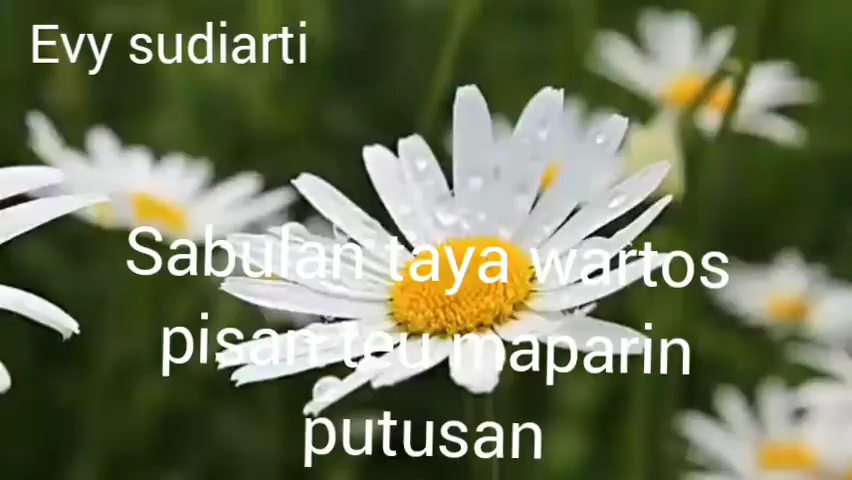 Evy sudiarti
Sabulan taya wartos
pisan teu maparin
putusan